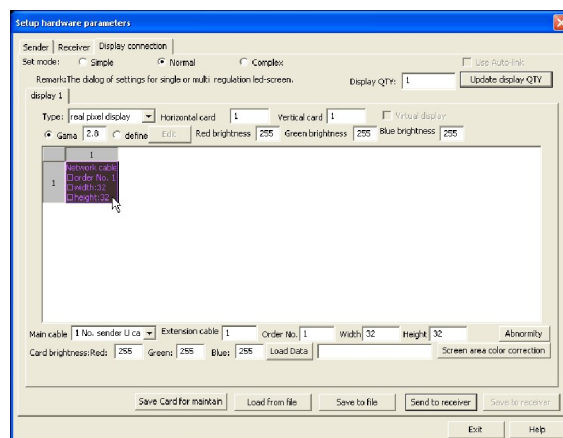 Setup hardware parameters
Sender Receiver Display connection
Set mode: Simple Normal Complex Use Auto-link
Remark:The dialog of settings for single or multi regulation led-screen. Display QTY: 1 Update display QTY
display 1
Type: real pixel display Horizontal card 1 Vertical card 1 Virtual display
Gama 2.8 define Edit Red brightness 255 Green brightness 255 Blue brightness 255
1
1
Network cable
order No. 1
width:32
height:32
Main cable 1 No. sender U ca Extension cable 1 Order No. 1 Width 32 Height 32 Abnormity
Card brightness:Red: 255 Green: 255 Blue: 255 Load Data Screen area color correction
Save Card for maintain Load from file Save to file Send to receiver Save to receiver
Exit Help